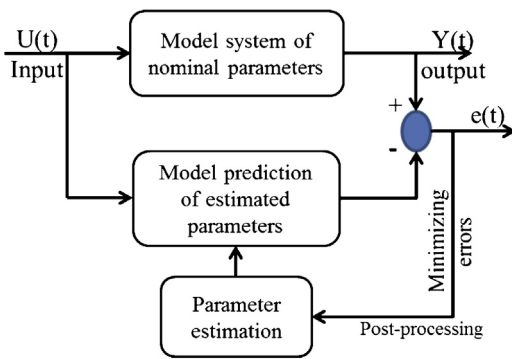 U(t)
Input
Model system of
nominal parameters
Y(t)
output
+
-
e(t)
Model prediction
of estimated
parameters
Minimizing
errors
Parameter
estimation
Post-processing